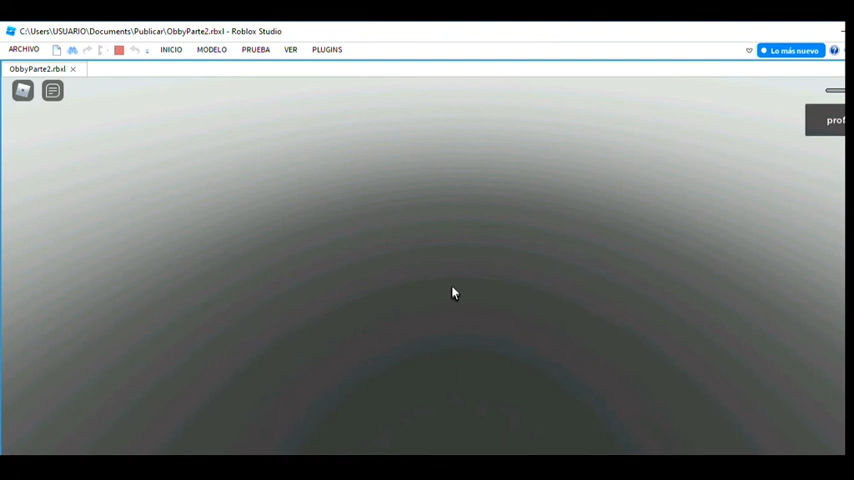 C:\Users\USUARIO\Documents\Publicar\ObbyParte2.rbxl - Roblox Studio
ARCHIVO INICIO MODELO PRUEBA VER PLUGINS Lo más nuevo ?
ObbyParte2.rbxl ×
prof